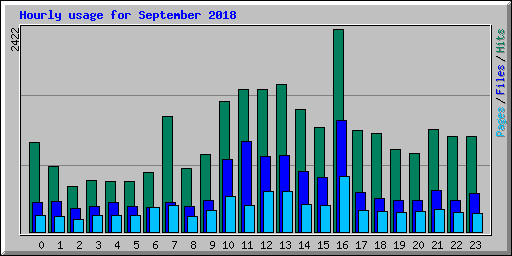 Hourly usage for September 2018
2422
Pages/Files/Hits
0 1 2 3 4 5 6 7 8 9 10 11 12 13 14 15 16 17 18 19 20 21 22 23